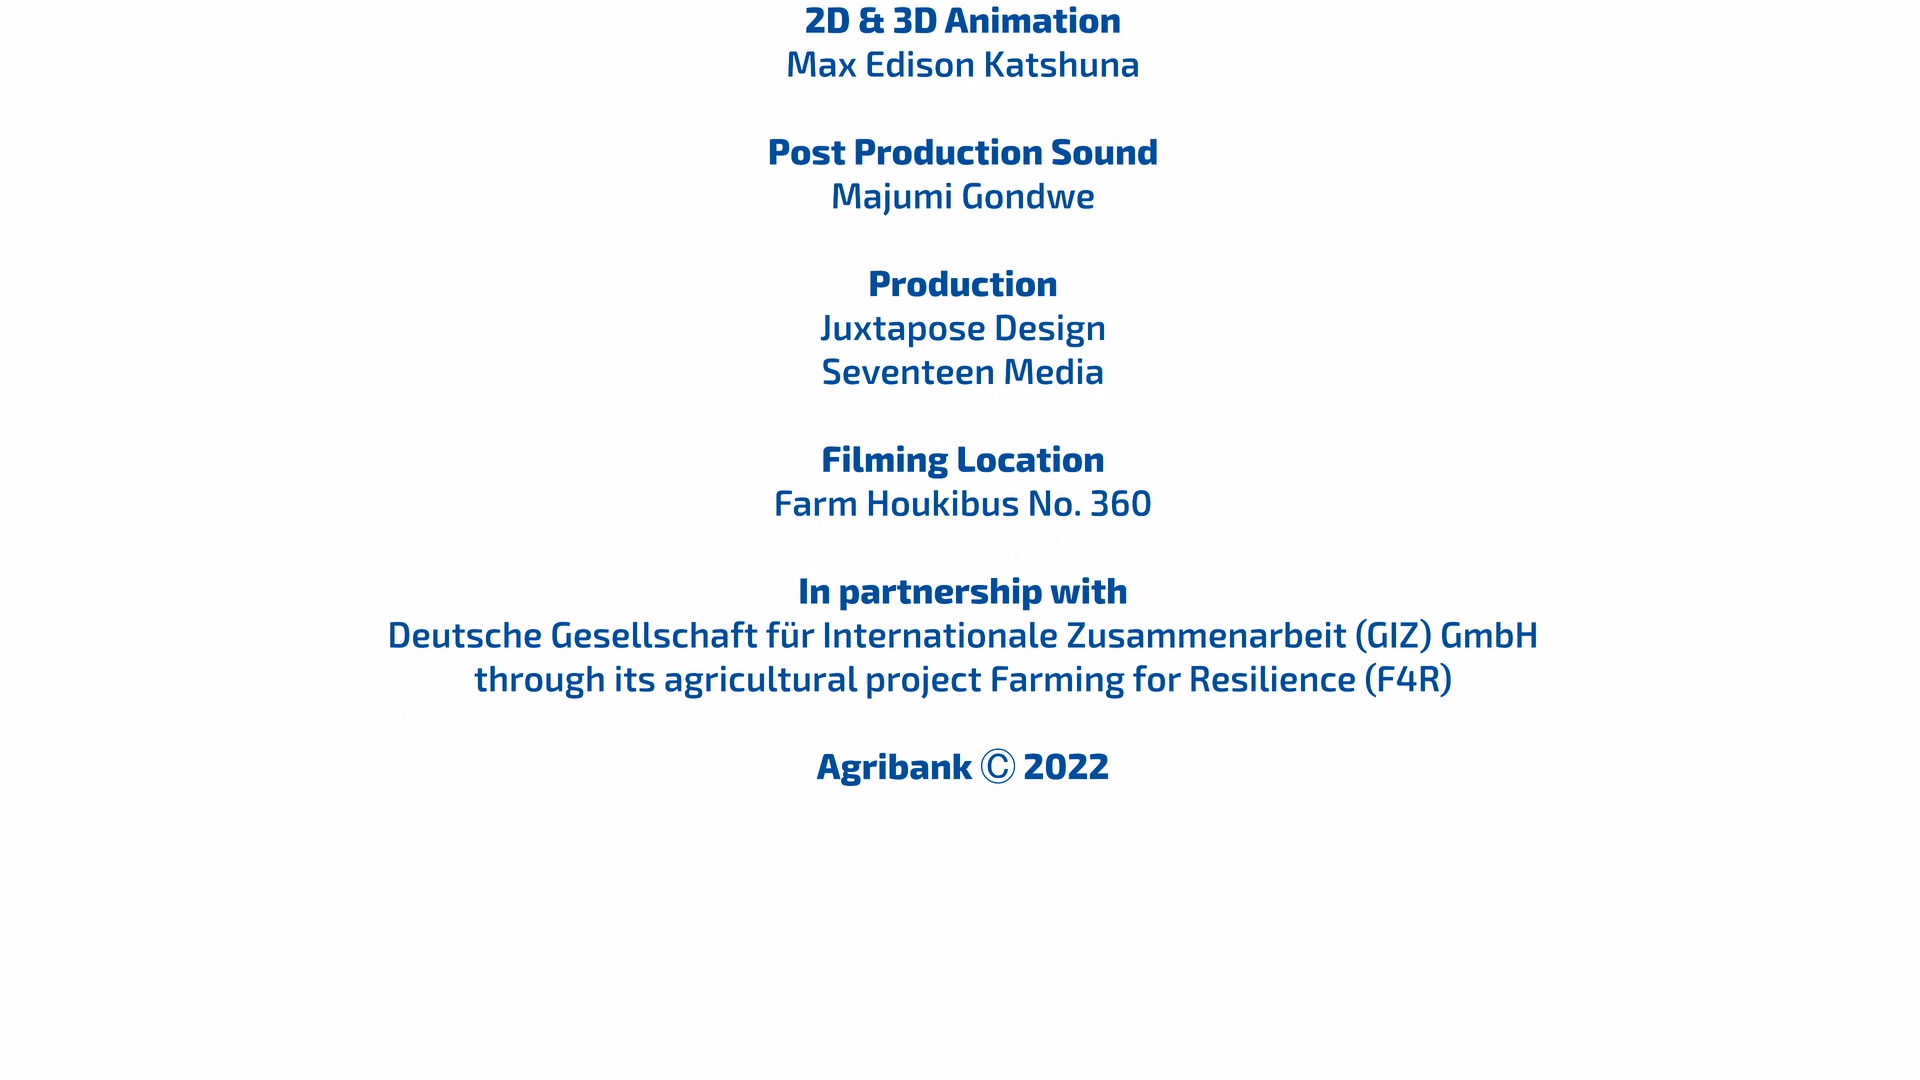 2D & 3D Animation
Max Edison Katshuna
Post Production Sound
Majumi Gondwe
Production
Juxtapose Design
Seventeen Media
Filming Location
Farm Houkibus No. 360
In partnership with
Deutsche Gesellschaft für Internationale Zusammenarbeit (GIZ) GmbH
through its agricultural project Farming for Resilience (F4R)
Agribank Ⓒ 2022